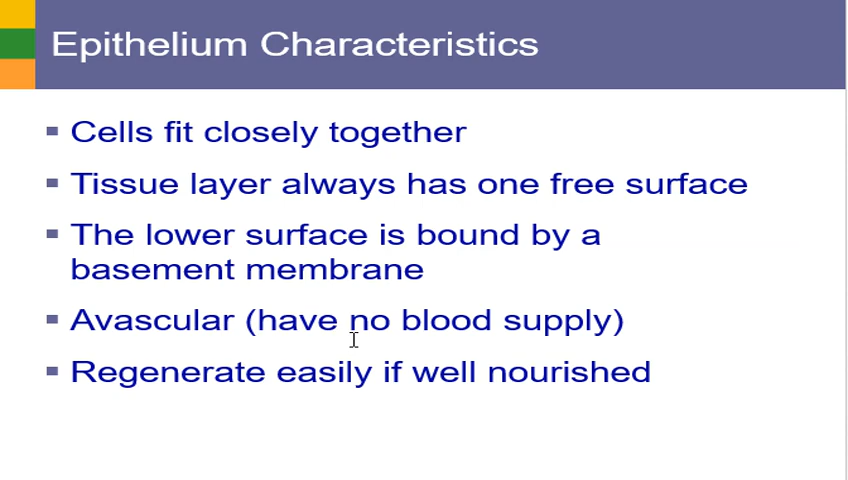 Epithelium Characteristics
Cells fit closely together
Tissue layer always has one free surface
The lower surface is bound by a
basement membrane
Avascular (have no blood supply)
Regenerate easily if well nourished